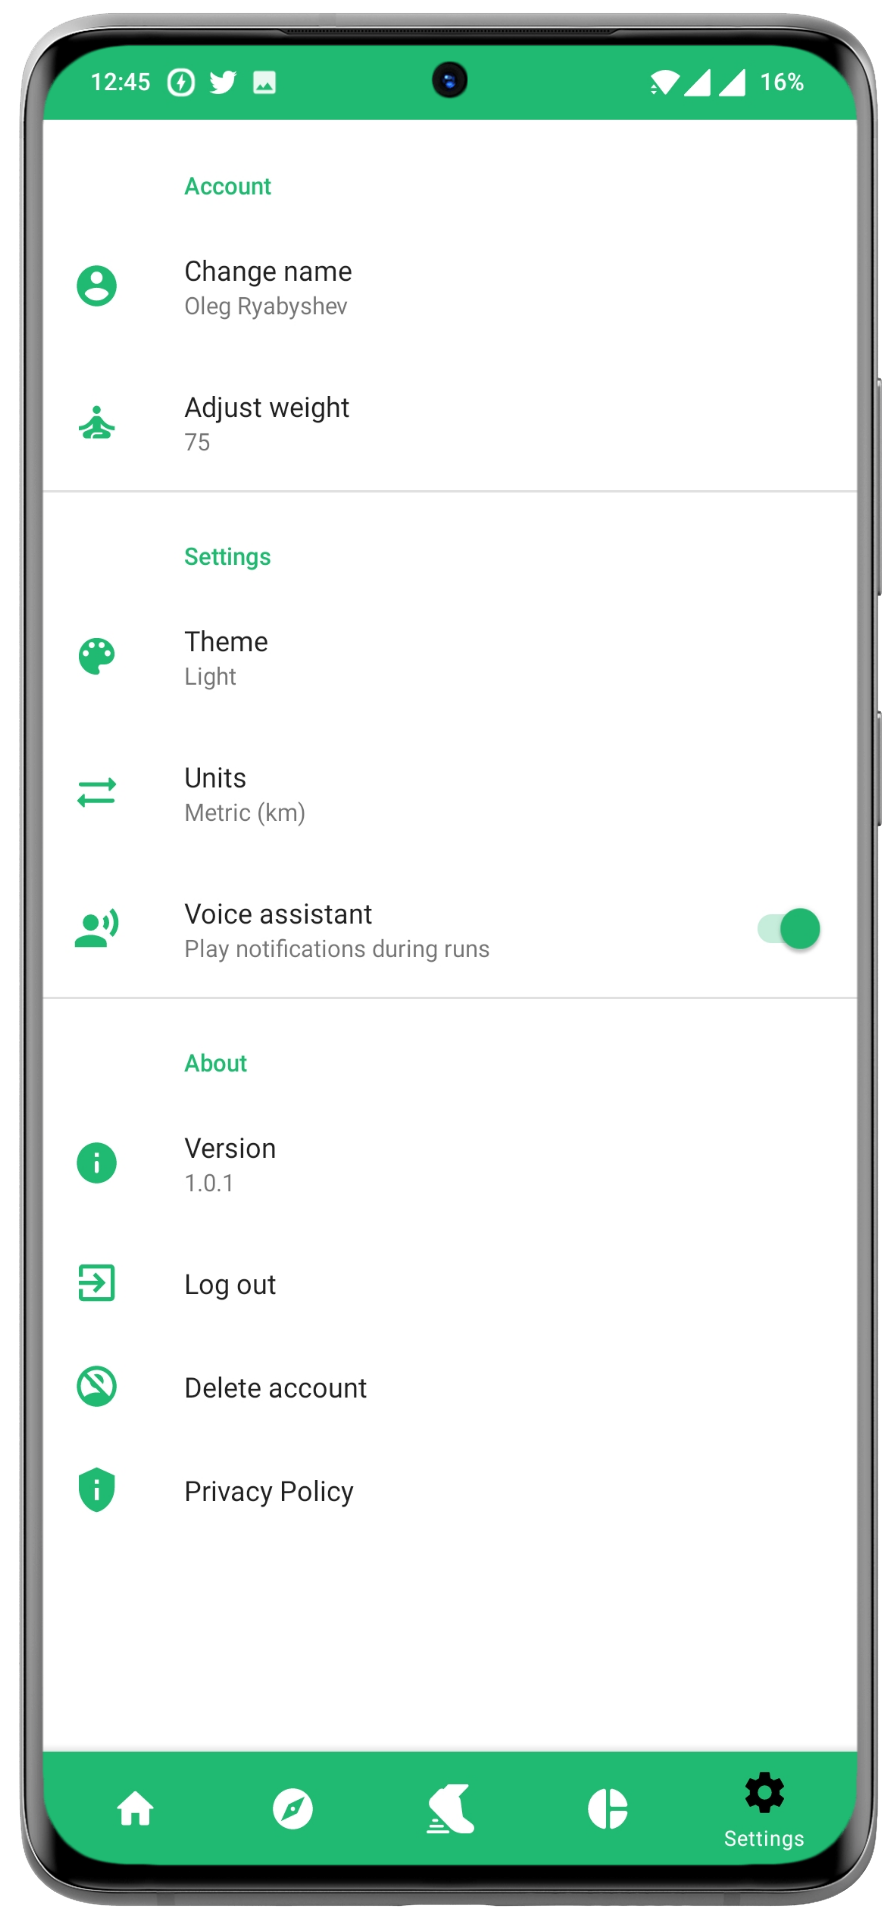 12:45 16%
Account
Change name
Oleg Ryabyshev
Adjust weight
75
Settings
Theme
Light
Units
Metric (km)
Voice assistant
Play notifications during runs
About
Version
1.0.1
Log out
Delete account
Privacy Policy
Settings